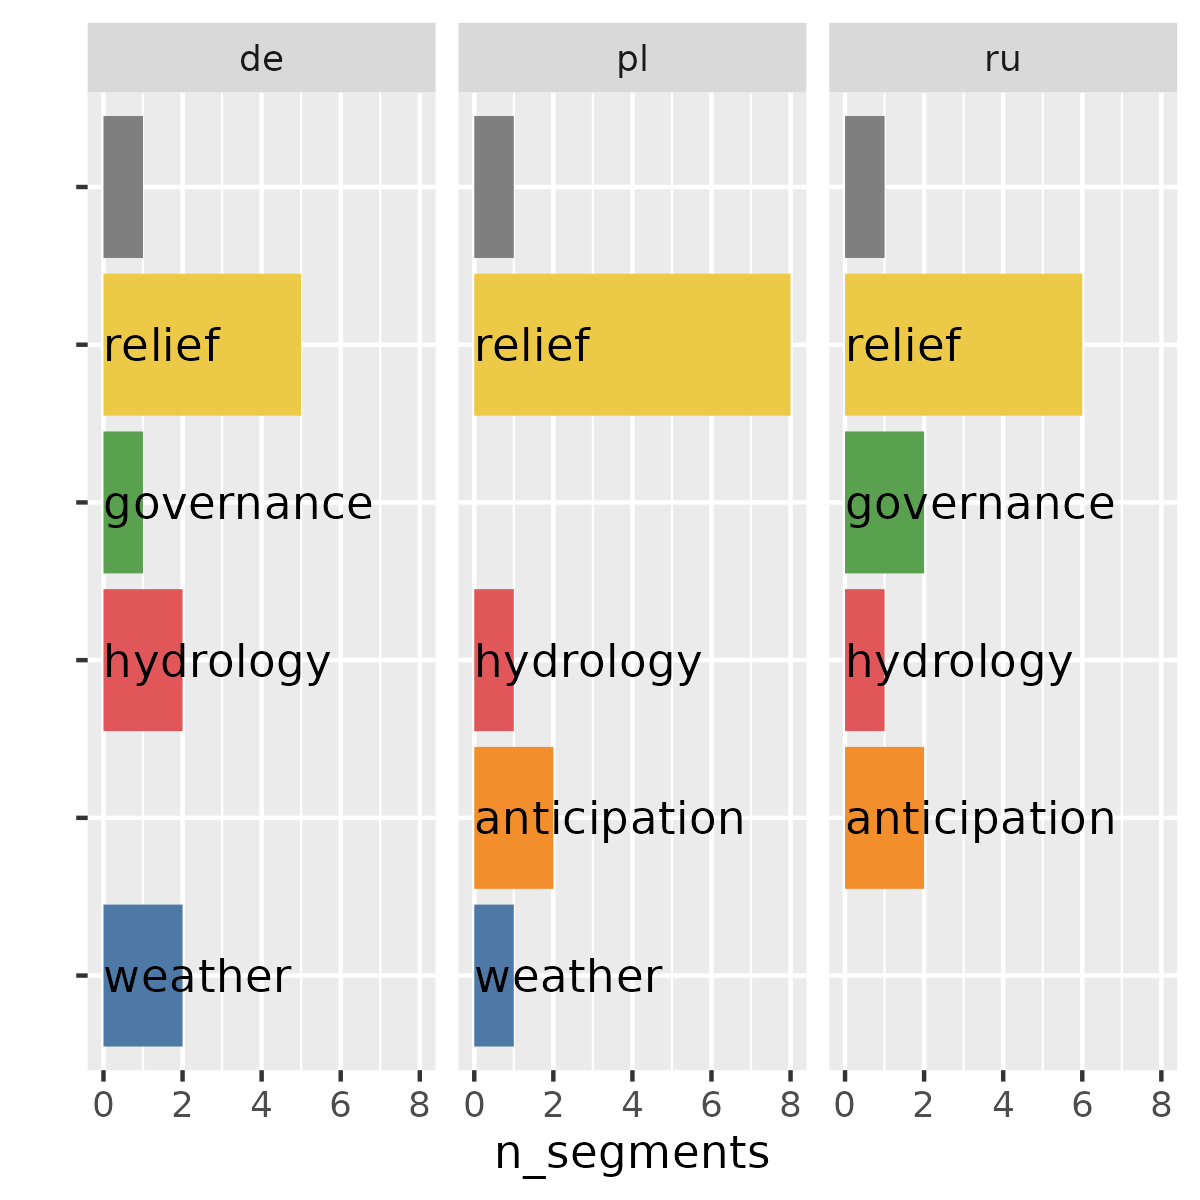 de pl ru
relief relief relief
governance governance
hydrology hydrology hydrology
anticipation anticipation
weather weather
0 2 4 6 8 0 2 4 6 8 0 2 4 6 8
n_segments